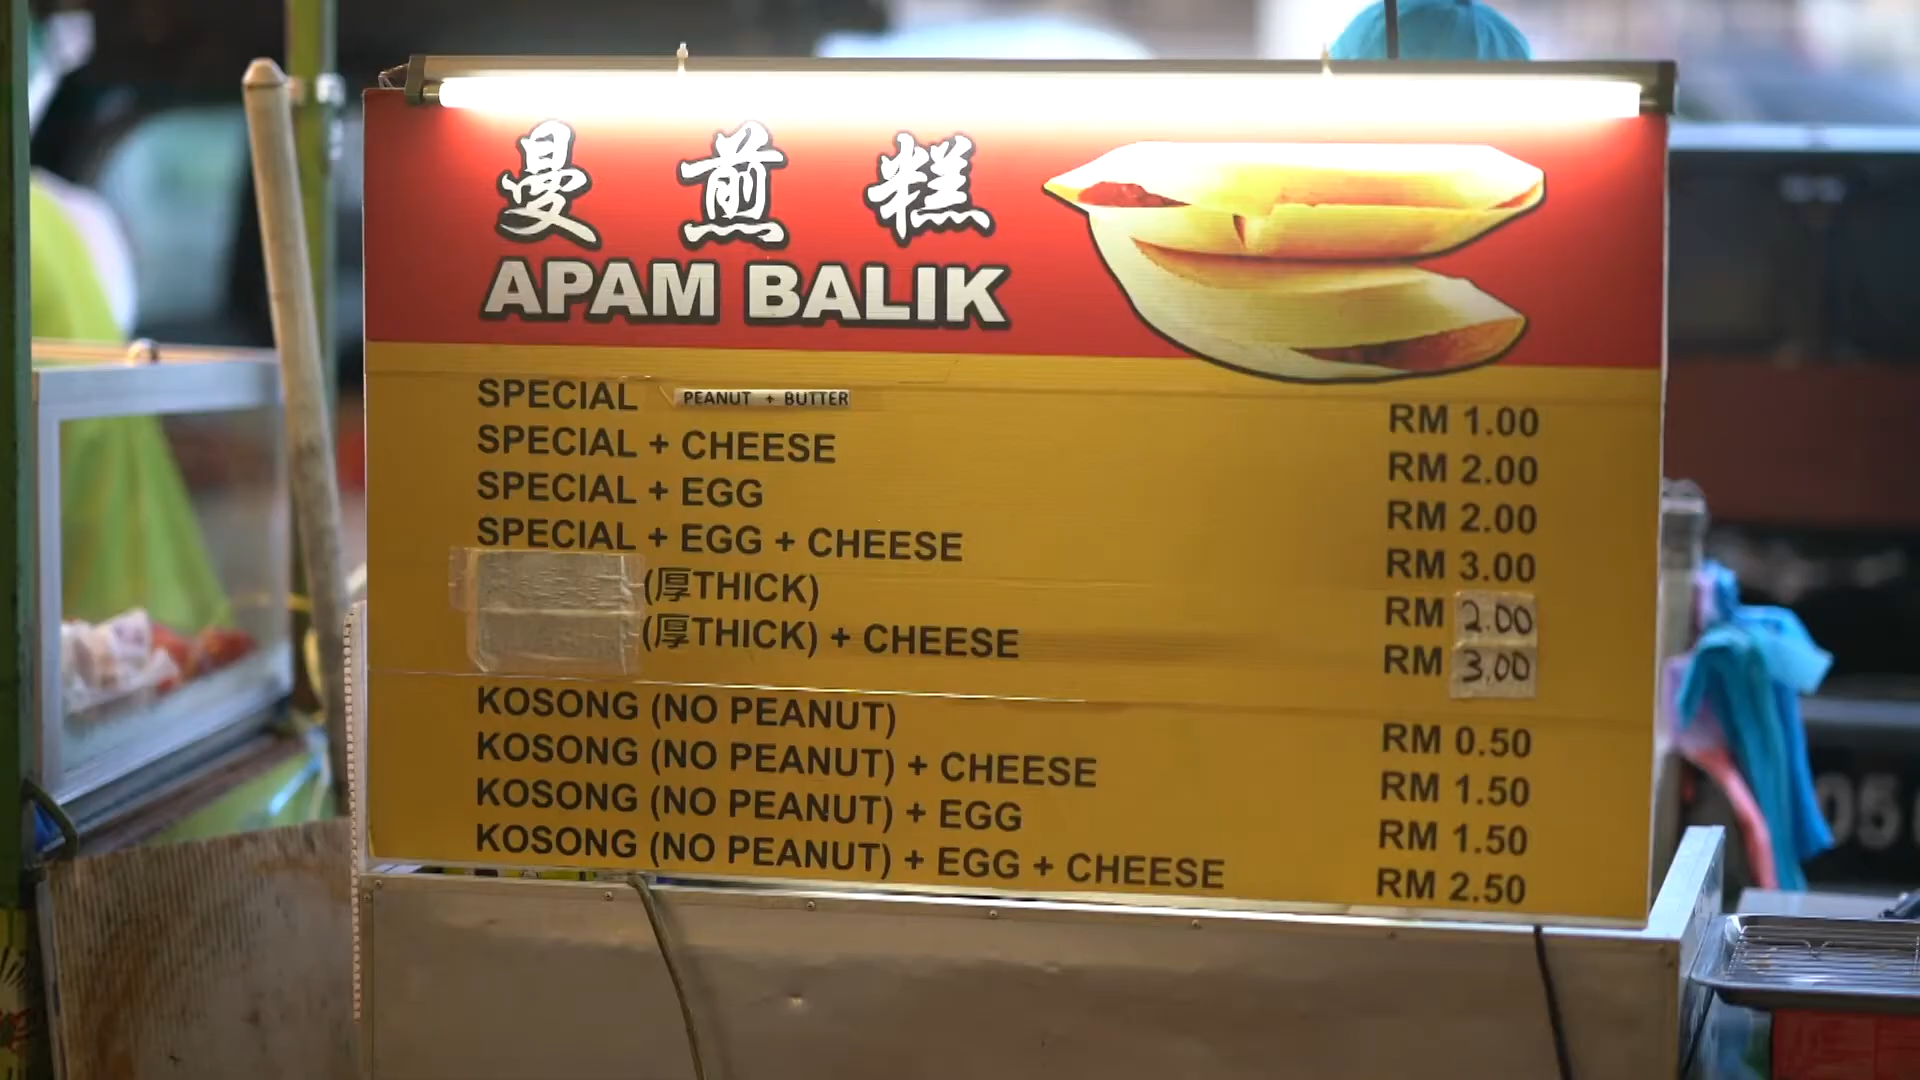 曼煎糕
APAM BALIK
SPECIAL PEANUT + BUTTER RM 1.00
SPECIAL + CHEESE RM 2.00
SPECIAL + EGG RM 2.00
SPECIAL + EGG + CHEESE RM 3.00
(厚THICK) RM 2.00
(厚THICK) + CHEESE RM 3.00
KOSONG (NO PEANUT) RM 0.50
KOSONG (NO PEANUT) + CHEESE RM 1.50
KOSONG (NO PEANUT) + EGG RM 1.50
KOSONG (NO PEANUT) + EGG + CHEESE RM 2.50